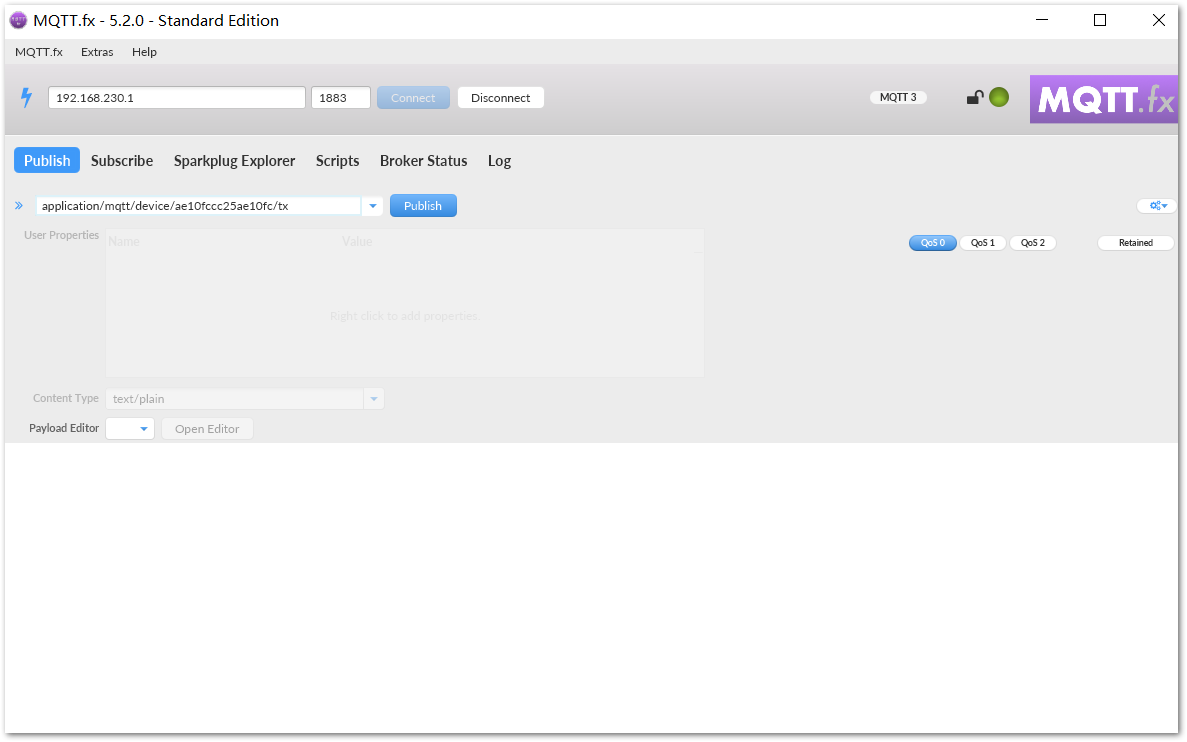 MQTT.fx - 5.2.0 - Standard Edition
MQTT.fx Extras Help
192.168.230.1 1883 Connect Disconnect MQTT 3 MQTT.fx
Publish Subscribe Sparkplug Explorer Scripts Broker Status Log
» application/mqtt/device/ae10fccc25ae10fc/tx Publish
User Properties Name Value QoS 0 QoS 1 QoS 2 Retained
Right click to add properties.
Content Type text/plain
Payload Editor Open Editor